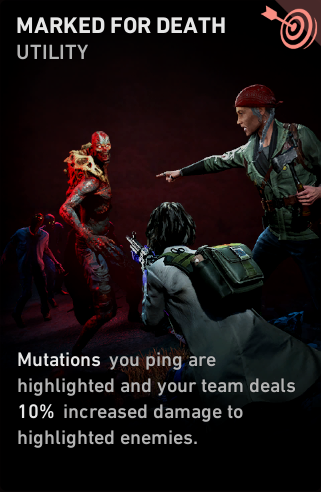 MARKED FOR DEATH
UTILITY
Mutations you ping are
highlighted and your team deals
10% increased damage to
highlighted enemies.